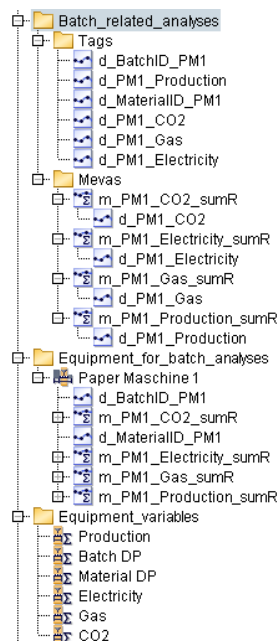 Batch_related_analyses
Tags
d_BatchID_PM1
d_PM1_Production
d_MaterialID_PM1
d_PM1_CO2
d_PM1_Gas
d_PM1_Electricity
Mevas
m_PM1_CO2_sumR
d_PM1_CO2
m_PM1_Electricity_sumR
d_PM1_Electricity
m_PM1_Gas_sumR
d_PM1_Gas
m_PM1_Production_sumR
d_PM1_Production
Equipment_for_batch_analyses
Paper Maschine 1
d_BatchID_PM1
m_PM1_CO2_sumR
d_MaterialID_PM1
m_PM1_Electricity_sumR
m_PM1_Gas_sumR
m_PM1_Production_sumR
Equipment_variables
Production
Batch DP
Material DP
Electricity
Gas
CO2